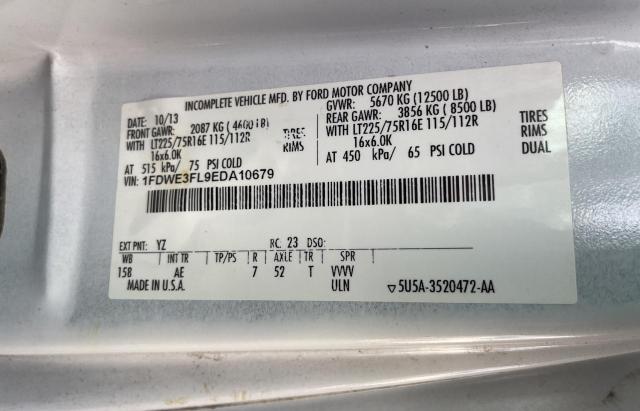 INCOMPLETE VEHICLE MFD. BY FORD MOTOR COMPANY
DATE: 10/13 GVWR: 5670 KG (12500 LB)
FRONT GAWR: 2087 KG (4600 LB) REAR GAWR: 3856 KG (8500 LB)
WITH LT225/75R16E 115/112R TIRES WITH LT225/75R16E 115/112R TIRES
16x6.0K RIMS 16x6.0K RIMS
AT 515 kPa/ 75 PSI COLD AT 450 kPa/ 65 PSI COLD DUAL
VIN: 1FDWE3FL9EDA10679
EXT PNT: YZ RC: 23 DSO:
WB INT TR TP/PS R AXLE TR SPR
158 AE 7 52 T VVVV
MADE IN U.S.A. ULN ▽5U5A-3520472-AA